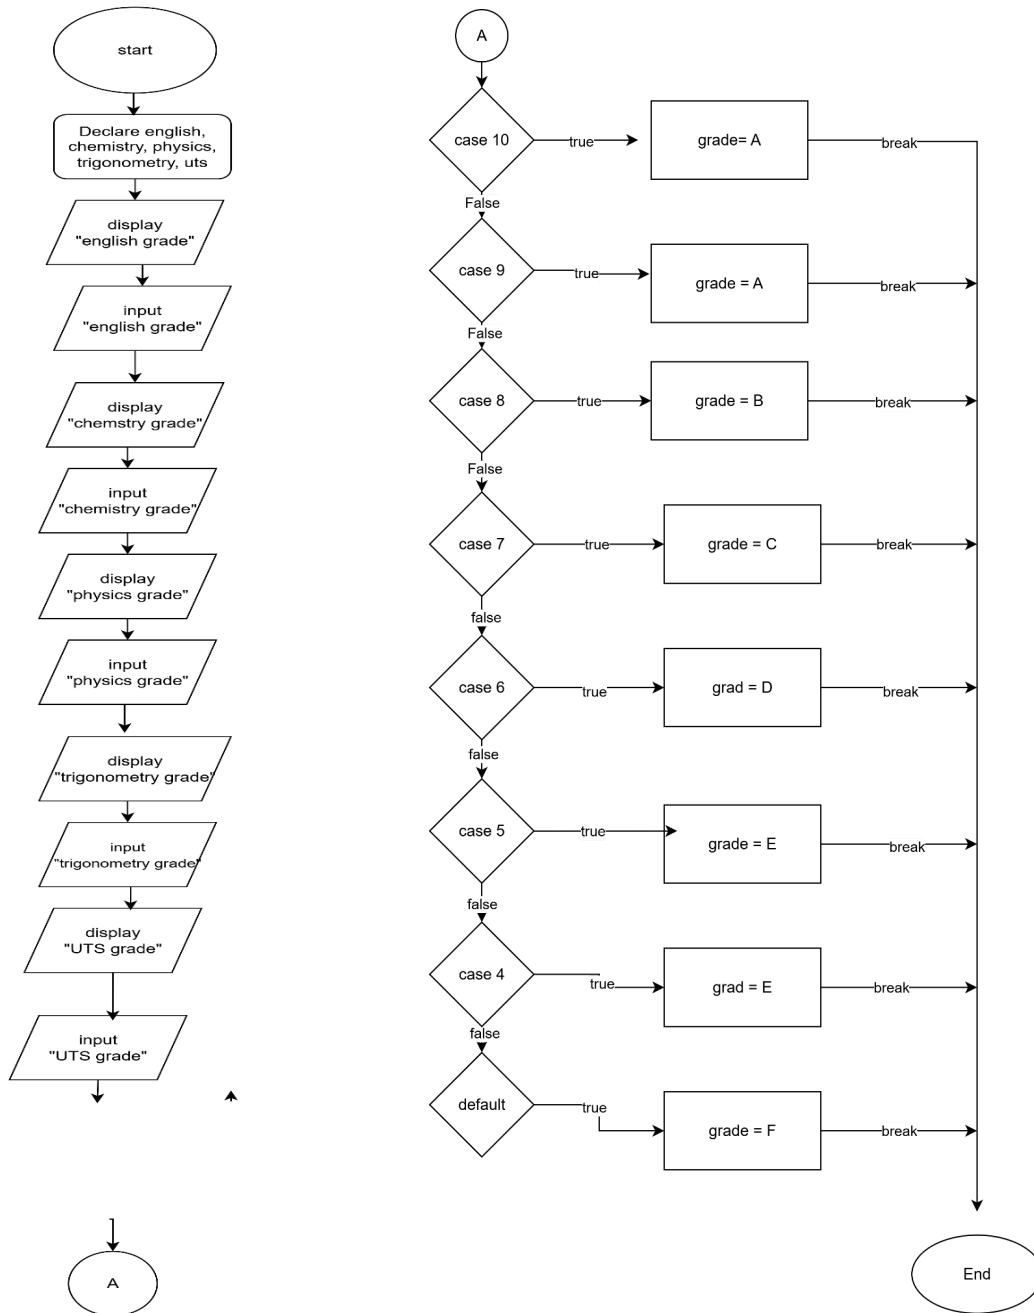 start
Declare english,
chemistry, physics,
trigonometry, uts
display
"english grade"
input
"english grade"
display
"chemstry grade"
input
"chemistry grade"
display
"physics grade"
input
"physics grade"
display
"trigonometry grade"
input
"trigonometry grade"
display
"UTS grade"
input
"UTS grade"
A
A
case 10
true
grade= A
break
False
case 9
true
grade = A
break
False
case 8
true
grade = B
break
False
case 7
true
grade = C
break
false
case 6
true
grad = D
break
false
case 5
true
grade = E
break
false
case 4
true
grad = E
break
false
default
true
grade = F
break
End